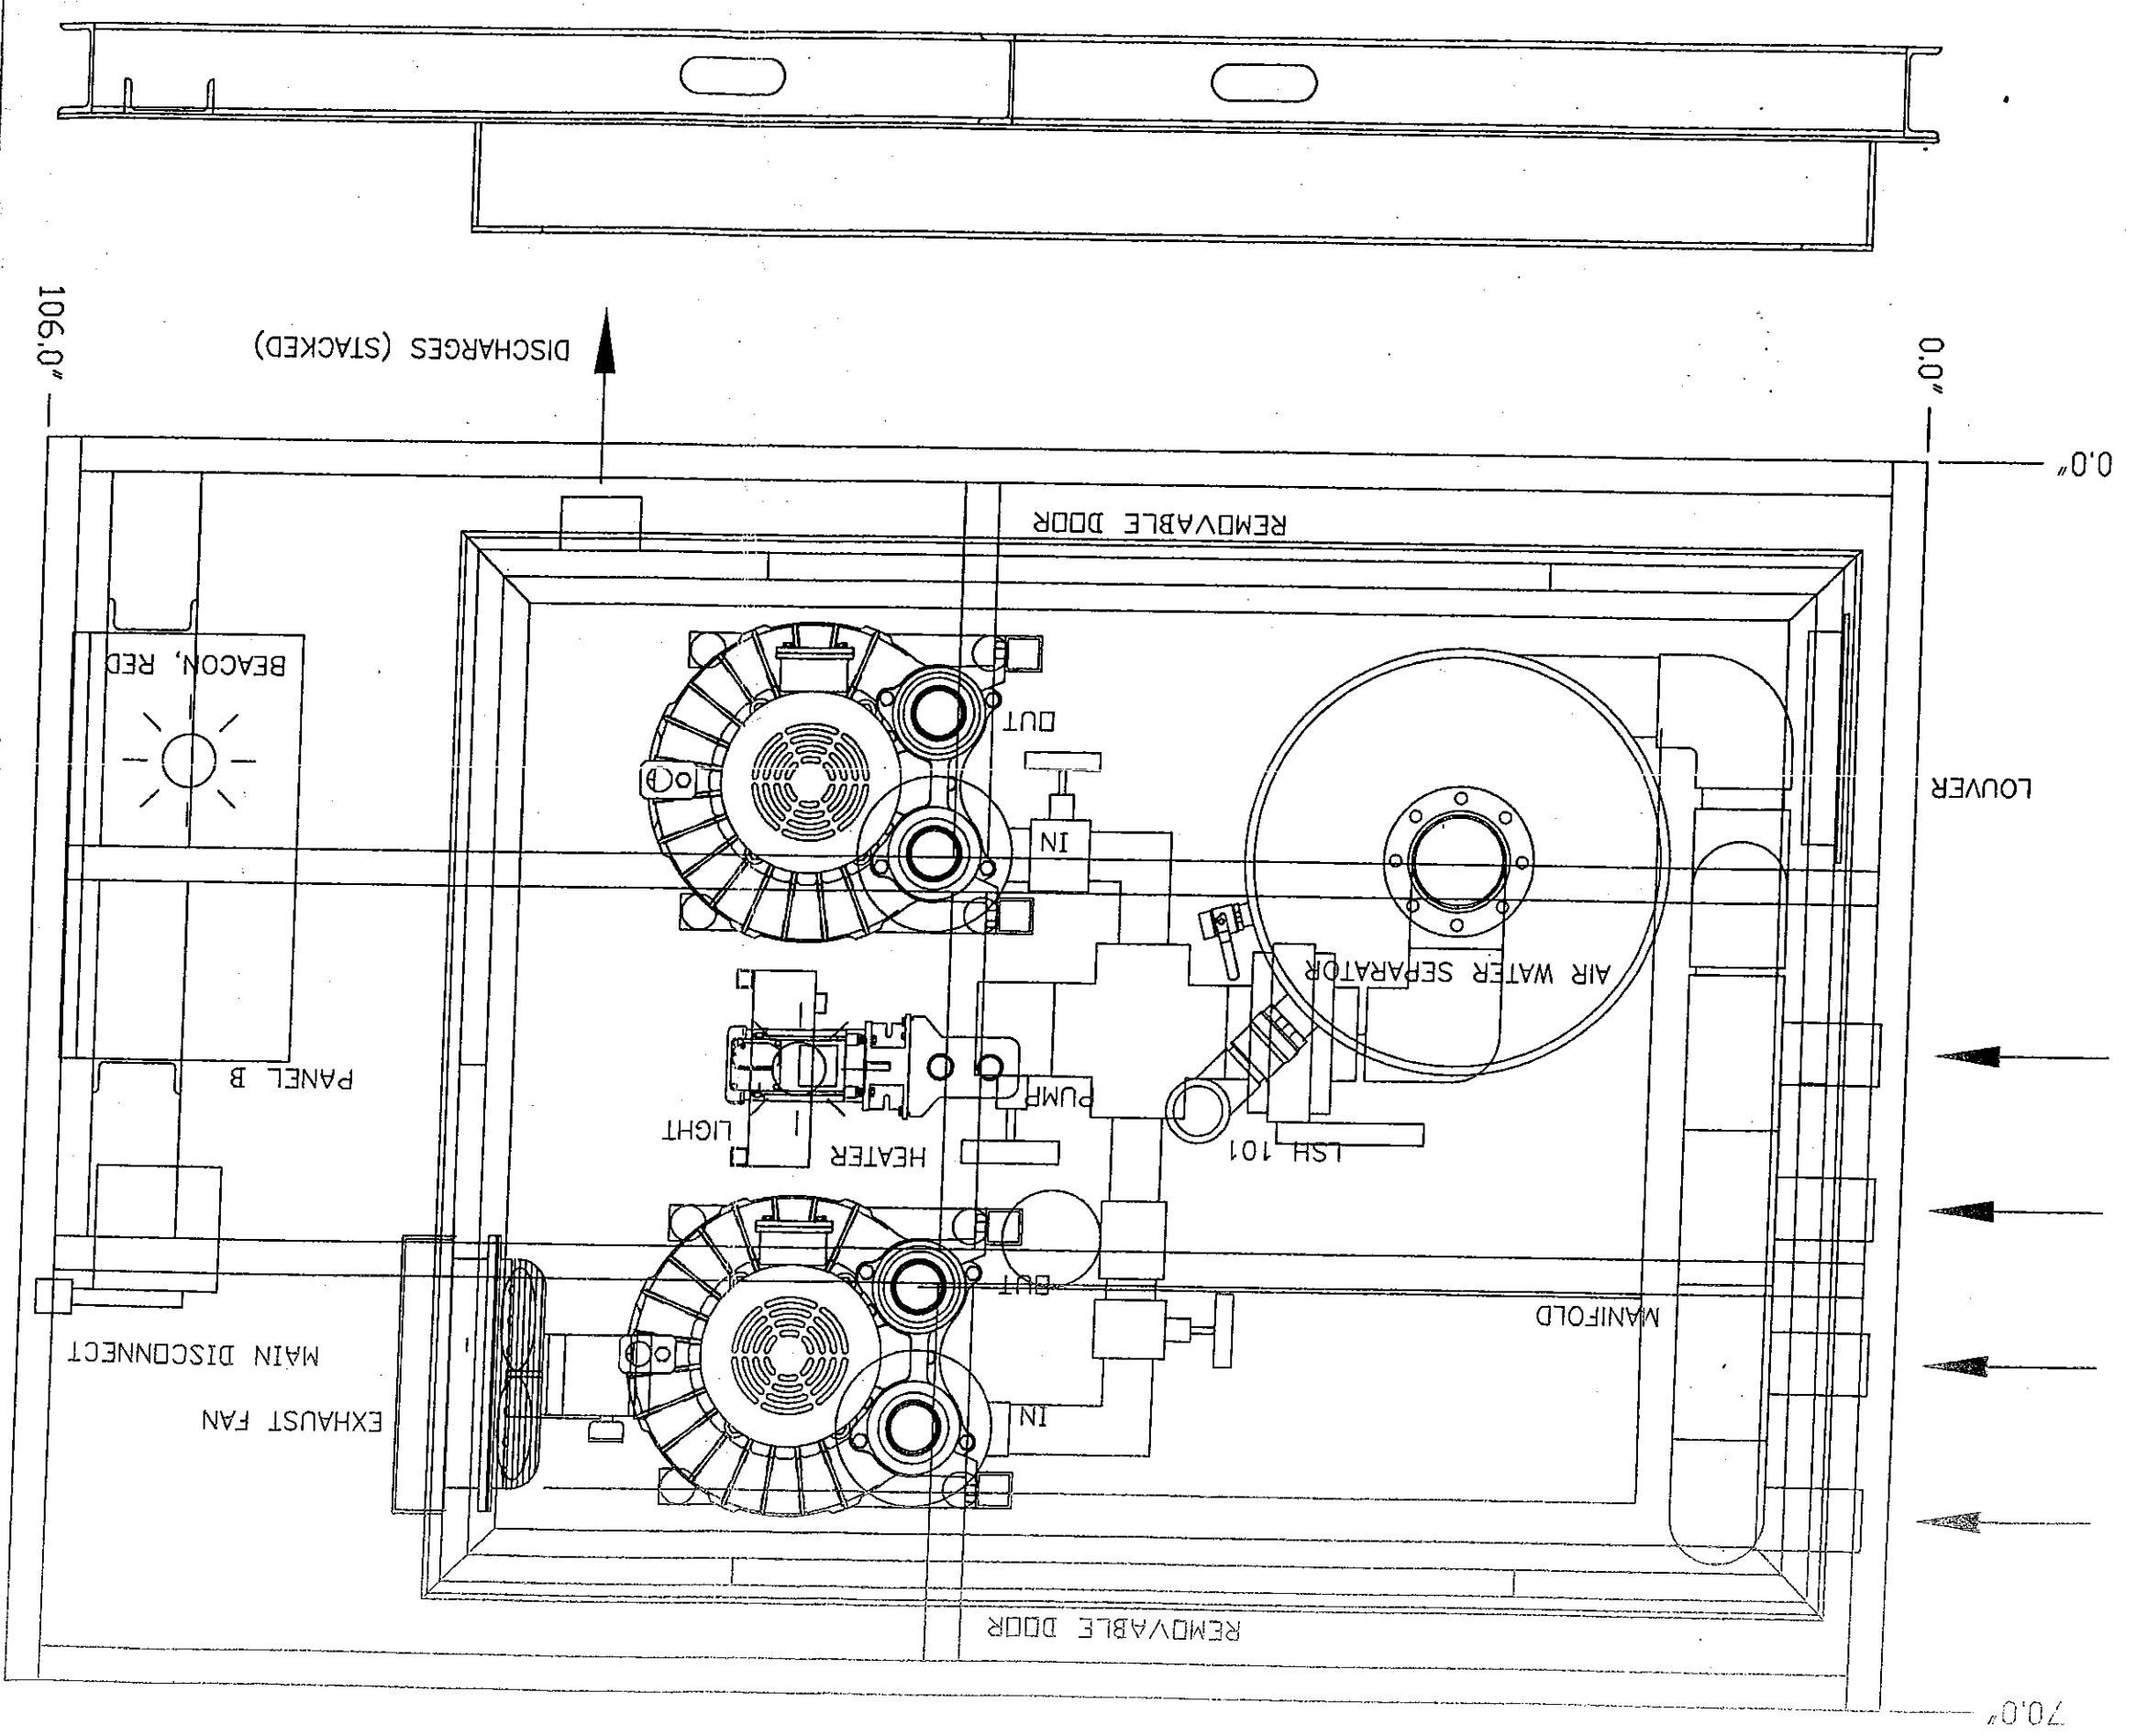 70.0"
REMOVABLE DOOR
IN
EXHAUST FAN
MAIN DISCONNECT
MANIFOLD
OUT
LSH 101
HEATER
LIGHT
PUMP
PANEL B
AIR WATER SEPARATOR
IN
LOUVER
OUT
BEACON, RED
REMOVABLE DOOR
0.0"
0.0"
DISCHARGES (STACKED)
106.0"